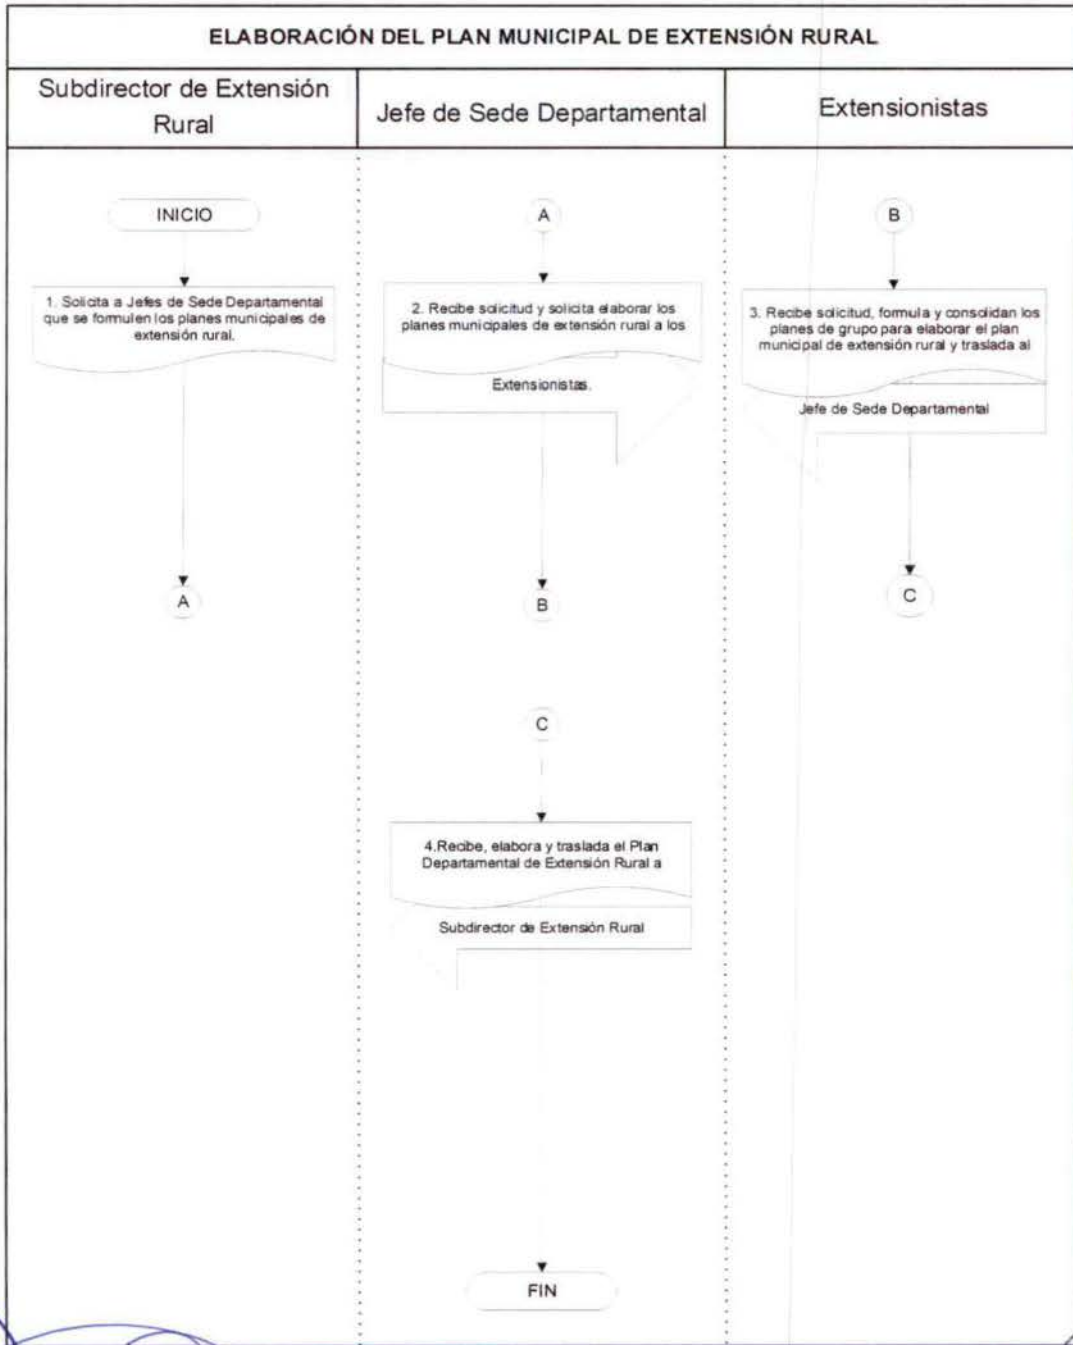 ELABORACIÓN DEL PLAN MUNICIPAL DE EXTENSIÓN RURAL
Subdirector de Extensión
Rural
Jefe de Sede Departamental
Extensionistas
INICIO
1. Solicita a Jefes de Sede Departamental
que se formulen los planes municipales de
extensión rural.
A
A
2. Recibe solicitud y solicita elaborar los
planes municipales de extensión rural a los
Extensionistas.
B
B
3. Recibe solicitud, formula y consolidan los
planes de grupo para elaborar el plan
municipal de extensión rural y traslada al
Jefe de Sede Departamental
C
C
4.Recibe, elabora y traslada el Plan
Departamental de Extensión Rural a
Subdirector de Extensión Rural
FIN